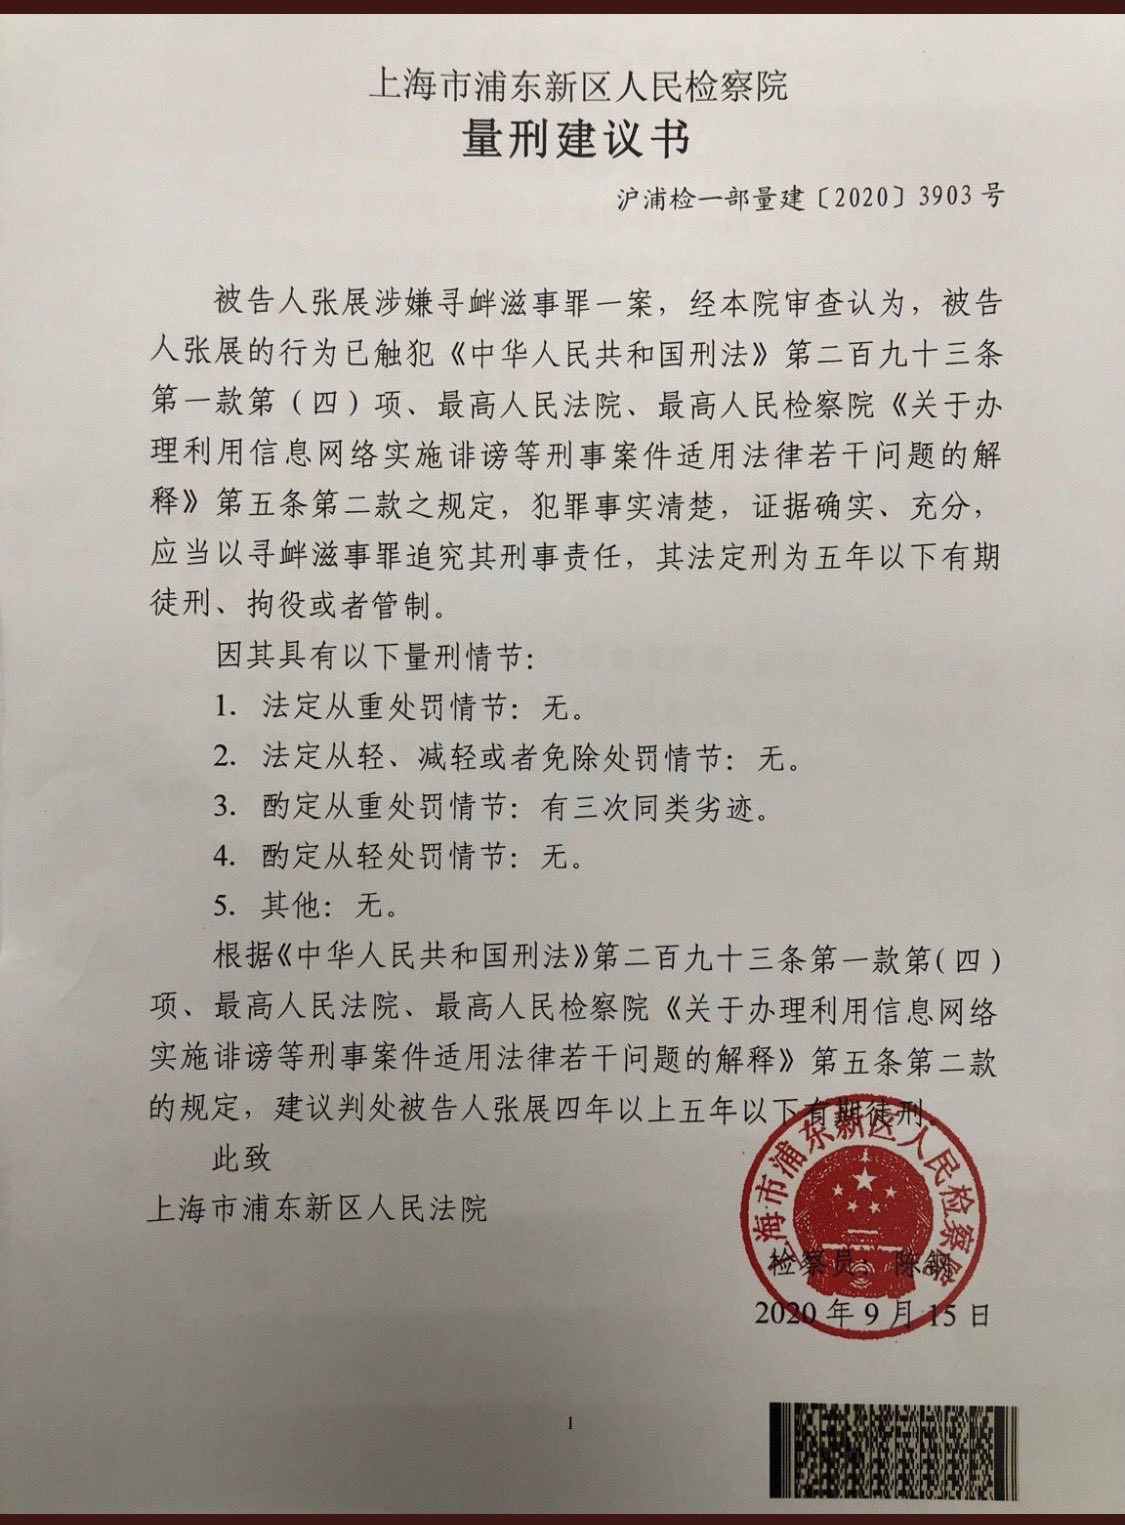 上海市浦东新区人民检察院
量刑建议书
沪浦检一部量建〔2020〕3903号
被告人张展涉嫌寻衅滋事罪一案，经本院审查认为，被告
人张展的行为已触犯《中华人民共和国刑法》第二百九十三条
第一款第（四）项、最高人民法院、最高人民检察院《关于办
理利用信息网络实施诽谤等刑事案件适用法律若干问题的解
释》第五条第二款之规定，犯罪事实清楚，证据确实、充分，
应当以寻衅滋事罪追究其刑事责任，其法定刑为五年以下有期
徒刑、拘役或者管制。
因其具有以下量刑情节：
1. 法定从重处罚情节：无。
2. 法定从轻、减轻或者免除处罚情节：无。
3. 酌定从重处罚情节：有三次同类劣迹。
4. 酌定从轻处罚情节：无。
5. 其他：无。
根据《中华人民共和国刑法》第二百九十三条第一款第（四）
项、最高人民法院、最高人民检察院《关于办理利用信息网络
实施诽谤等刑事案件适用法律若干问题的解释》第五条第二款
的规定，建议判处被告人张展四年以上五年以下有期徒刑。
此致
上海市浦东新区人民法院
上海市浦东新区人民检察院
检察员：陈
2020年9月15日
1